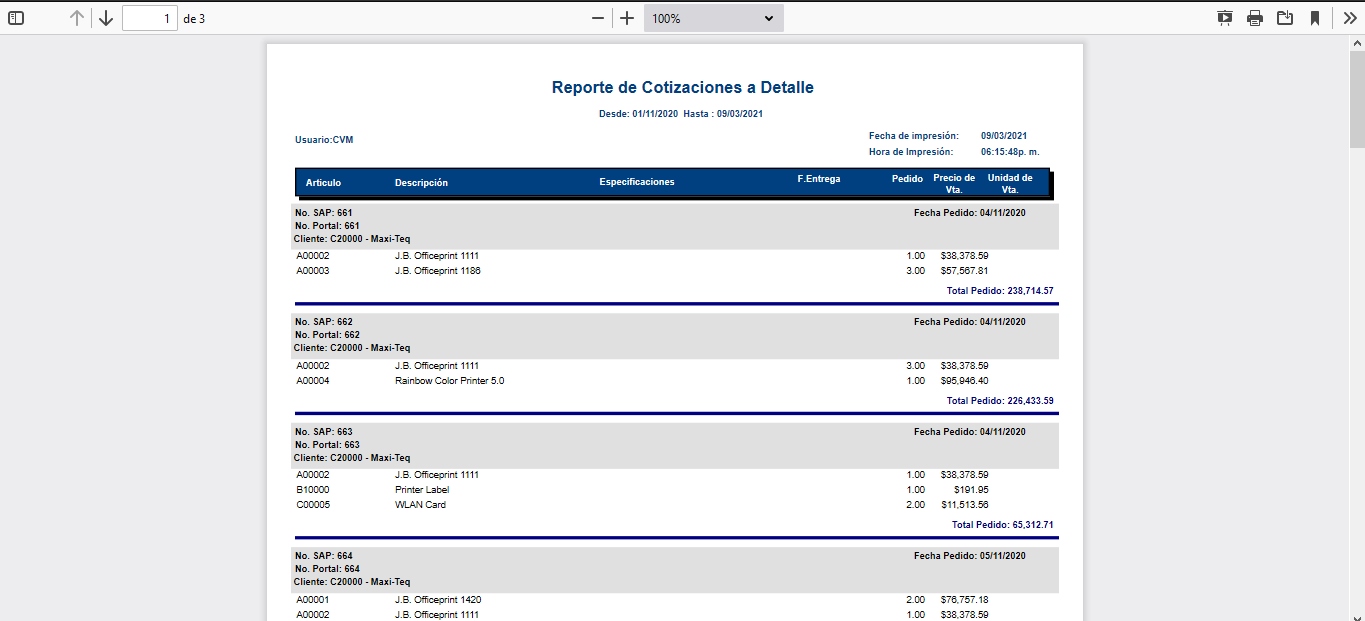 1 de 3 100%
Reporte de Cotizaciones a Detalle
Desde: 01/11/2020 Hasta : 09/03/2021
Usuario:CVM
Fecha de impresión: 09/03/2021
Hora de Impresión: 06:15:48p. m.
Articulo Descripción Especificaciones F.Entrega Pedido Precio de Vta. Unidad de Vta.
No. SAP: 661 Fecha Pedido: 04/11/2020
No. Portal: 661
Cliente: C20000 - Maxi-Teq
A00002 J.B. Officeprint 1111 1.00 $38,378.59
A00003 J.B. Officeprint 1186 3.00 $57,567.81
Total Pedido: 238,714.57
No. SAP: 662 Fecha Pedido: 04/11/2020
No. Portal: 662
Cliente: C20000 - Maxi-Teq
A00002 J.B. Officeprint 1111 3.00 $38,378.59
A00004 Rainbow Color Printer 5.0 1.00 $95,946.40
Total Pedido: 226,433.59
No. SAP: 663 Fecha Pedido: 04/11/2020
No. Portal: 663
Cliente: C20000 - Maxi-Teq
A00002 J.B. Officeprint 1111 1.00 $38,378.59
B10000 Printer Label 1.00 $191.95
C00005 WLAN Card 2.00 $11,513.56
Total Pedido: 65,312.71
No. SAP: 664 Fecha Pedido: 05/11/2020
No. Portal: 664
Cliente: C20000 - Maxi-Teq
A00001 J.B. Officeprint 1420 2.00 $76,757.18
A00002 J.B. Officeprint 1111 1.00 $38,378.59